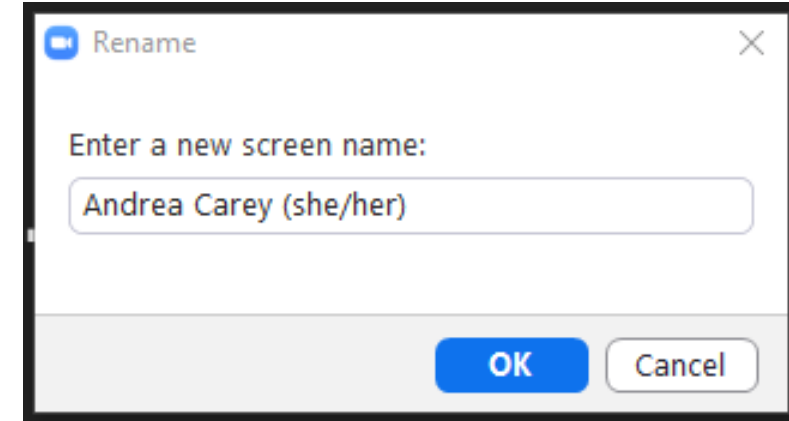 Rename
Enter a new screen name:
Andrea Carey (she/her)
OK Cancel